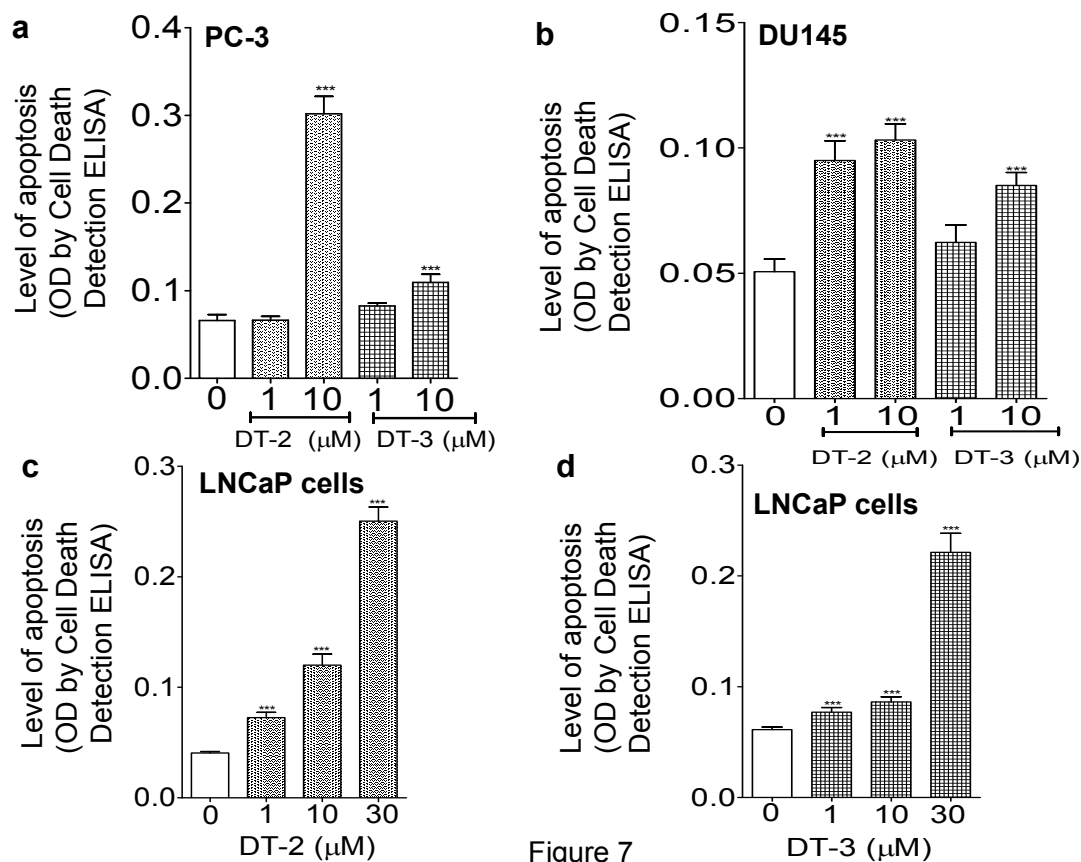 a
PC-3
Level of apoptosis
(OD by Cell Death
Detection ELISA)
0.4
0.3
0.2
0.1
0.0
***
***
0 1 10 1 10
DT-2 (μM) DT-3 (μM)
b
DU145
Level of apoptosis
(OD by Cell Death
Detection ELISA)
0.15
0.10
0.05
0.00
***
***
***
0 1 10 1 10
DT-2 (μM) DT-3 (μM)
c
LNCaP cells
Level of apoptosis
(OD by Cell Death
Detection ELISA)
0.3
0.2
0.1
0.0
***
***
***
0 1 10 30
DT-2 (μM)
d
LNCaP cells
Level of apoptosis
(OD by Cell Death
Detection ELISA)
0.3
0.2
0.1
0.0
***
***
***
0 1 10 30
DT-3 (μM)
Figure 7